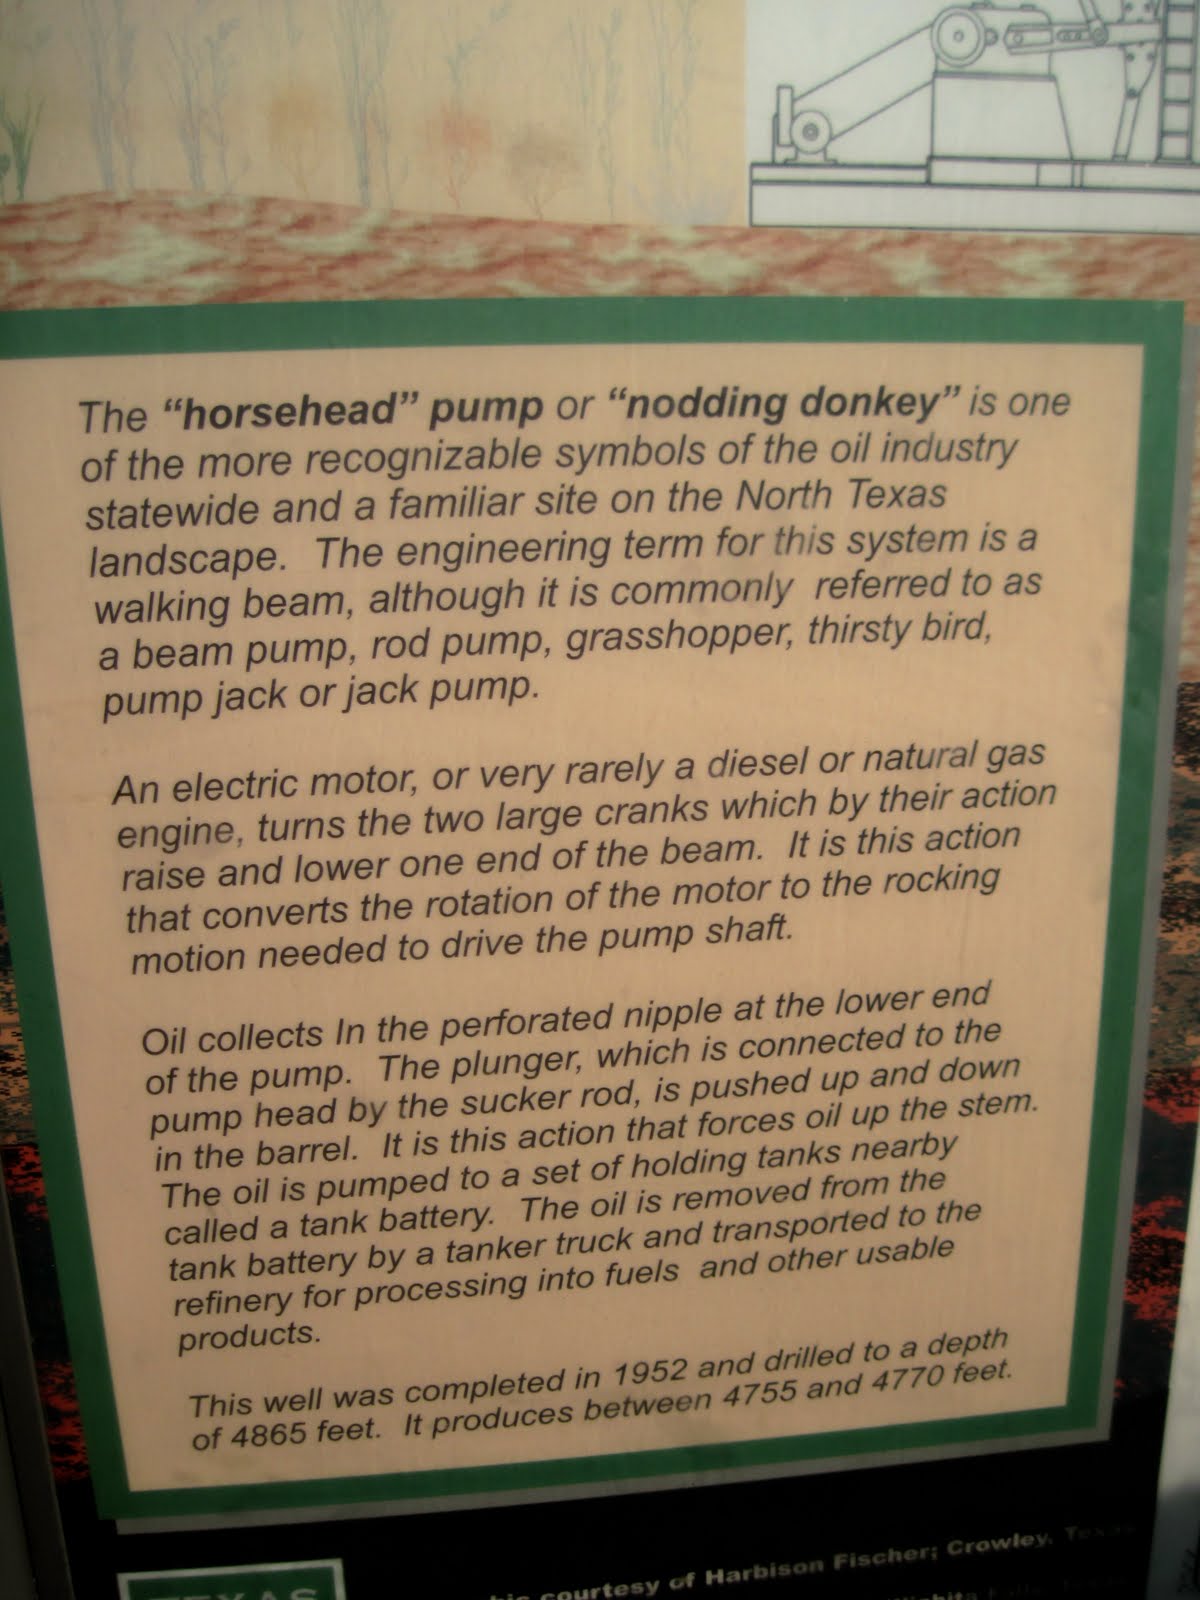 The “horsehead” pump or “nodding donkey” is one
of the more recognizable symbols of the oil industry
statewide and a familiar site on the North Texas
landscape.  The engineering term for this system is a
walking beam, although it is commonly  referred to as
a beam pump, rod pump, grasshopper, thirsty bird,
pump jack or jack pump.
An electric motor, or very rarely a diesel or natural gas
engine, turns the two large cranks which by their action
raise and lower one end of the beam.  It is this action
that converts the rotation of the motor to the rocking
motion needed to drive the pump shaft.
Oil collects In the perforated nipple at the lower end
of the pump.  The plunger, which is connected to the
pump head by the sucker rod, is pushed up and down
in the barrel.  It is this action that forces oil up the stem.
The oil is pumped to a set of holding tanks nearby
called a tank battery.  The oil is removed from the
tank battery by a tanker truck and transported to the
refinery for processing into fuels  and other usable
products.
This well was completed in 1952 and drilled to a depth
of 4865 feet.  It produces between 4755 and 4770 feet.
courtesy of Harbison Fischer; Crowley, Texas
TEXAS